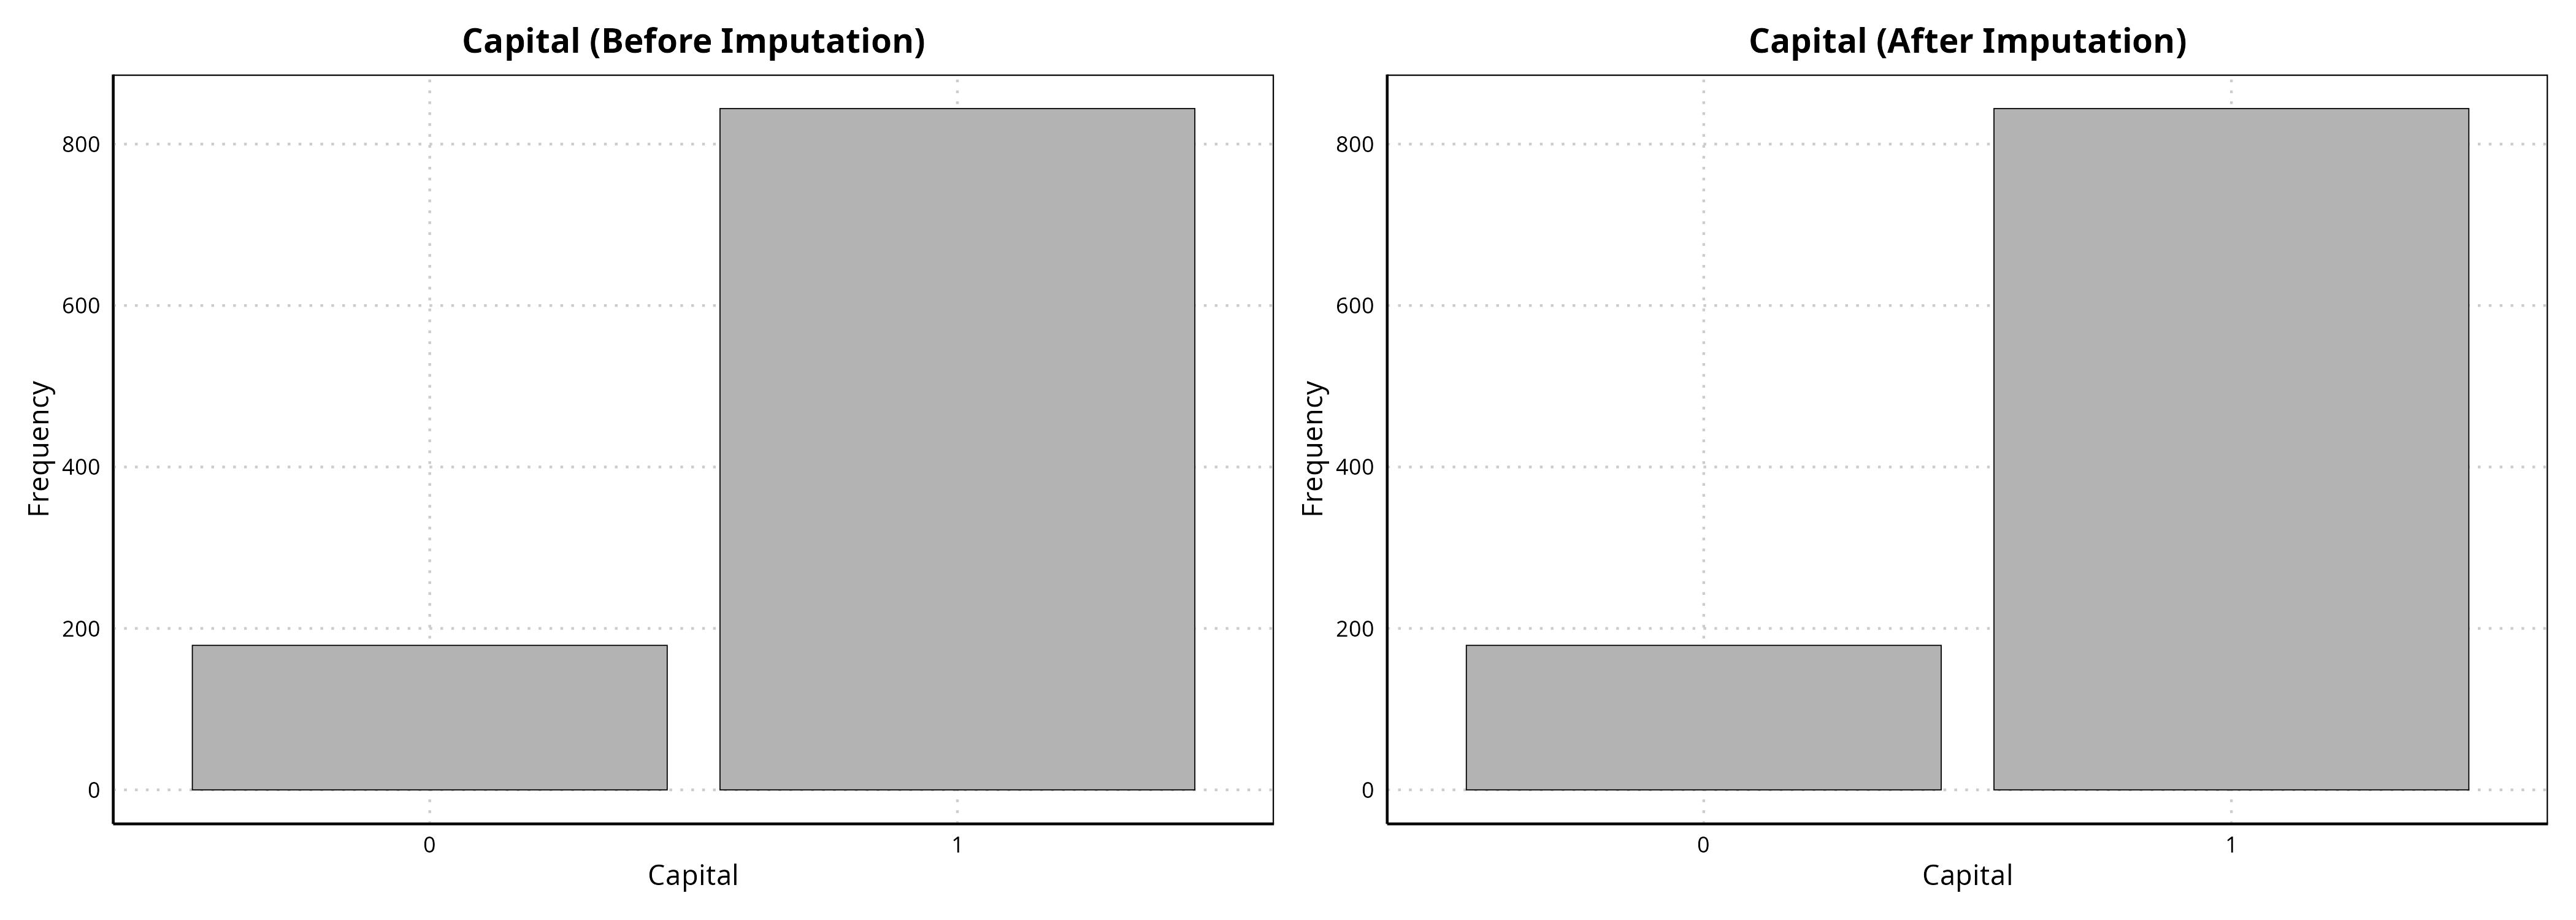 Capital (Before Imputation)
Frequency
800
600
400
200
0
0 1
Capital
Capital (After Imputation)
Frequency
800
600
400
200
0
0 1
Capital